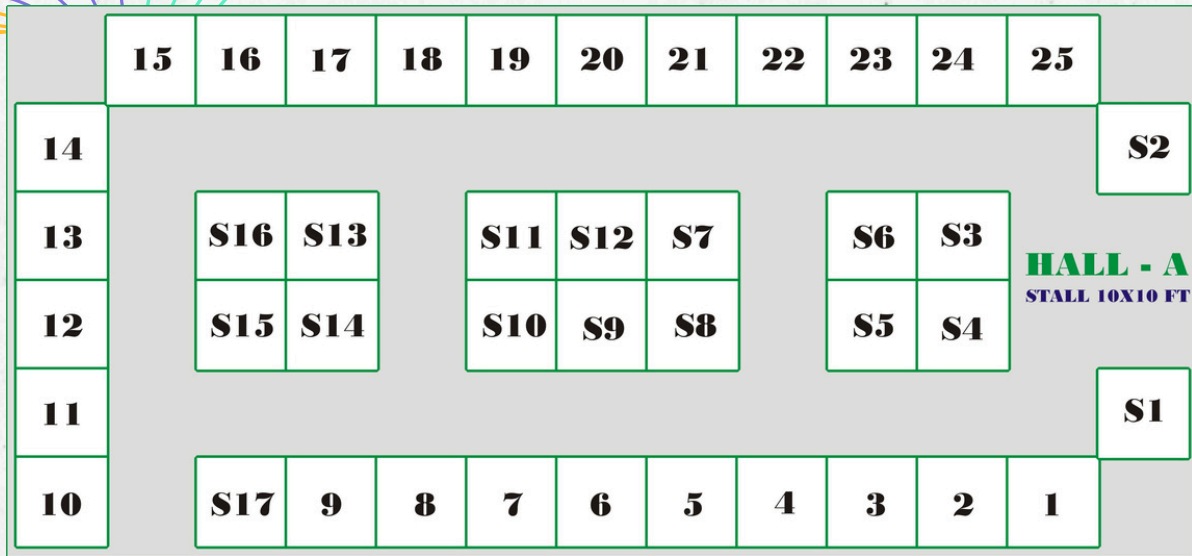 15 16 17 18 19 20 21 22 23 24 25
14 S2
13 S16 S13 S11 S12 S7 S6 S3
HALL - A
STALL 10X10 FT
12 S15 S14 S10 S9 S8 S5 S4
11 S1
10 S17 9 8 7 6 5 4 3 2 1